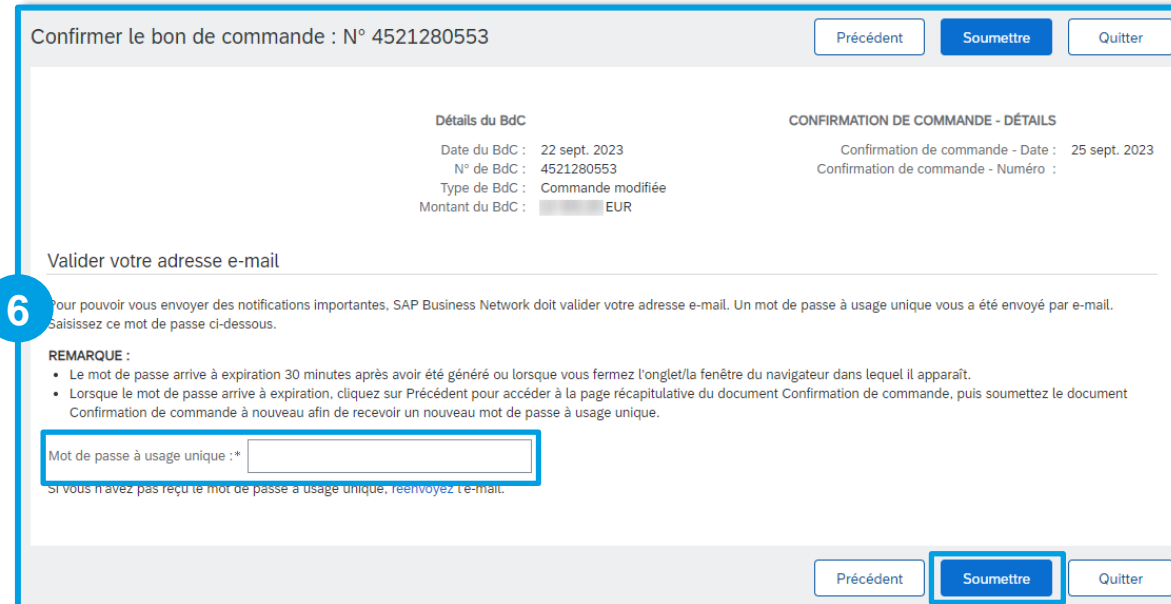 Confirmer le bon de commande : N° 4521280553
Précédent
Soumettre
Quitter
Détails du BdC
Date du BdC : 22 sept. 2023
N° de BdC : 4521280553
Type de BdC : Commande modifiée
Montant du BdC : EUR
CONFIRMATION DE COMMANDE - DÉTAILS
Confirmation de commande - Date : 25 sept. 2023
Confirmation de commande - Numéro :
Valider votre adresse e-mail
6
Pour pouvoir vous envoyer des notifications importantes, SAP Business Network doit valider votre adresse e-mail. Un mot de passe à usage unique vous a été envoyé par e-mail.
Saisissez ce mot de passe ci-dessous.
REMARQUE :
• Le mot de passe arrive à expiration 30 minutes après avoir été généré ou lorsque vous fermez l'onglet/la fenêtre du navigateur dans lequel il apparaît.
• Lorsque le mot de passe arrive à expiration, cliquez sur Précédent pour accéder à la page récapitulative du document Confirmation de commande, puis soumettez le document
Confirmation de commande à nouveau afin de recevoir un nouveau mot de passe à usage unique.
Mot de passe à usage unique :*
Si vous n'avez pas reçu le mot de passe à usage unique, réenvoyez l'e-mail.
Précédent
Soumettre
Quitter